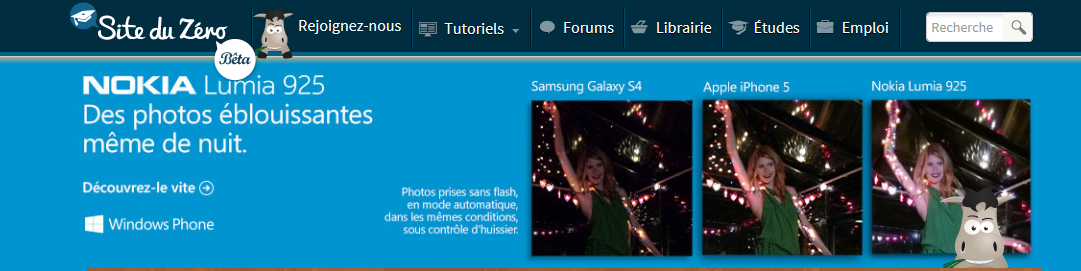 Site du Zéro
Bêta
Rejoignez-nous
Tutoriels
Forums
Librairie
Études
Emploi
Recherche
NOKIA Lumia 925
Des photos éblouissantes
même de nuit.
Découvrez-le vite
Windows Phone
Photos prises sans flash,
en mode automatique,
dans les mêmes conditions,
sous contrôle d'huissier.
Samsung Galaxy S4
Apple iPhone 5
Nokia Lumia 925